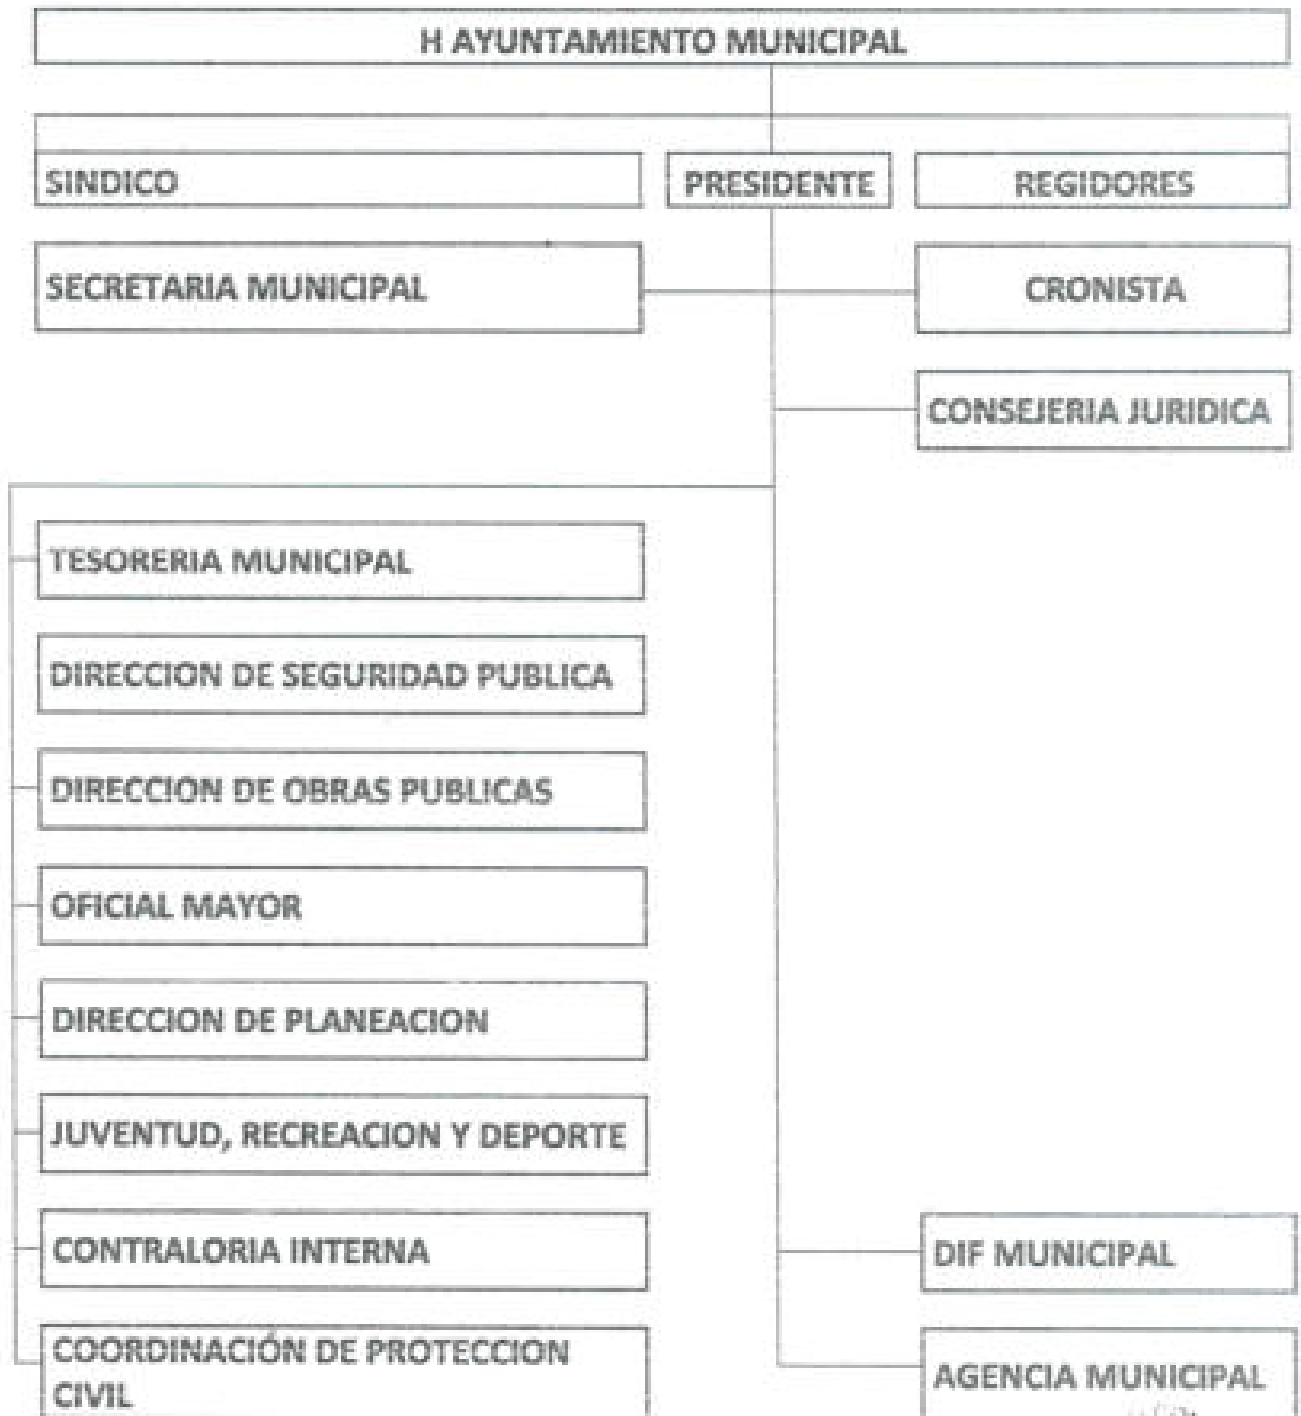 H AYUNTAMIENTO MUNICIPAL
SINDICO
PRESIDENTE
REGIDORES
SECRETARIA MUNICIPAL
CRONISTA
CONSEJERIA JURIDICA
TESORERIA MUNICIPAL
DIRECCION DE SEGURIDAD PUBLICA
DIRECCION DE OBRAS PUBLICAS
OFICIAL MAYOR
DIRECCION DE PLANEACION
JUVENTUD, RECREACION Y DEPORTE
CONTRALORIA INTERNA
DIF MUNICIPAL
COORDINACIÓN DE PROTECCION
CIVIL
AGENCIA MUNICIPAL